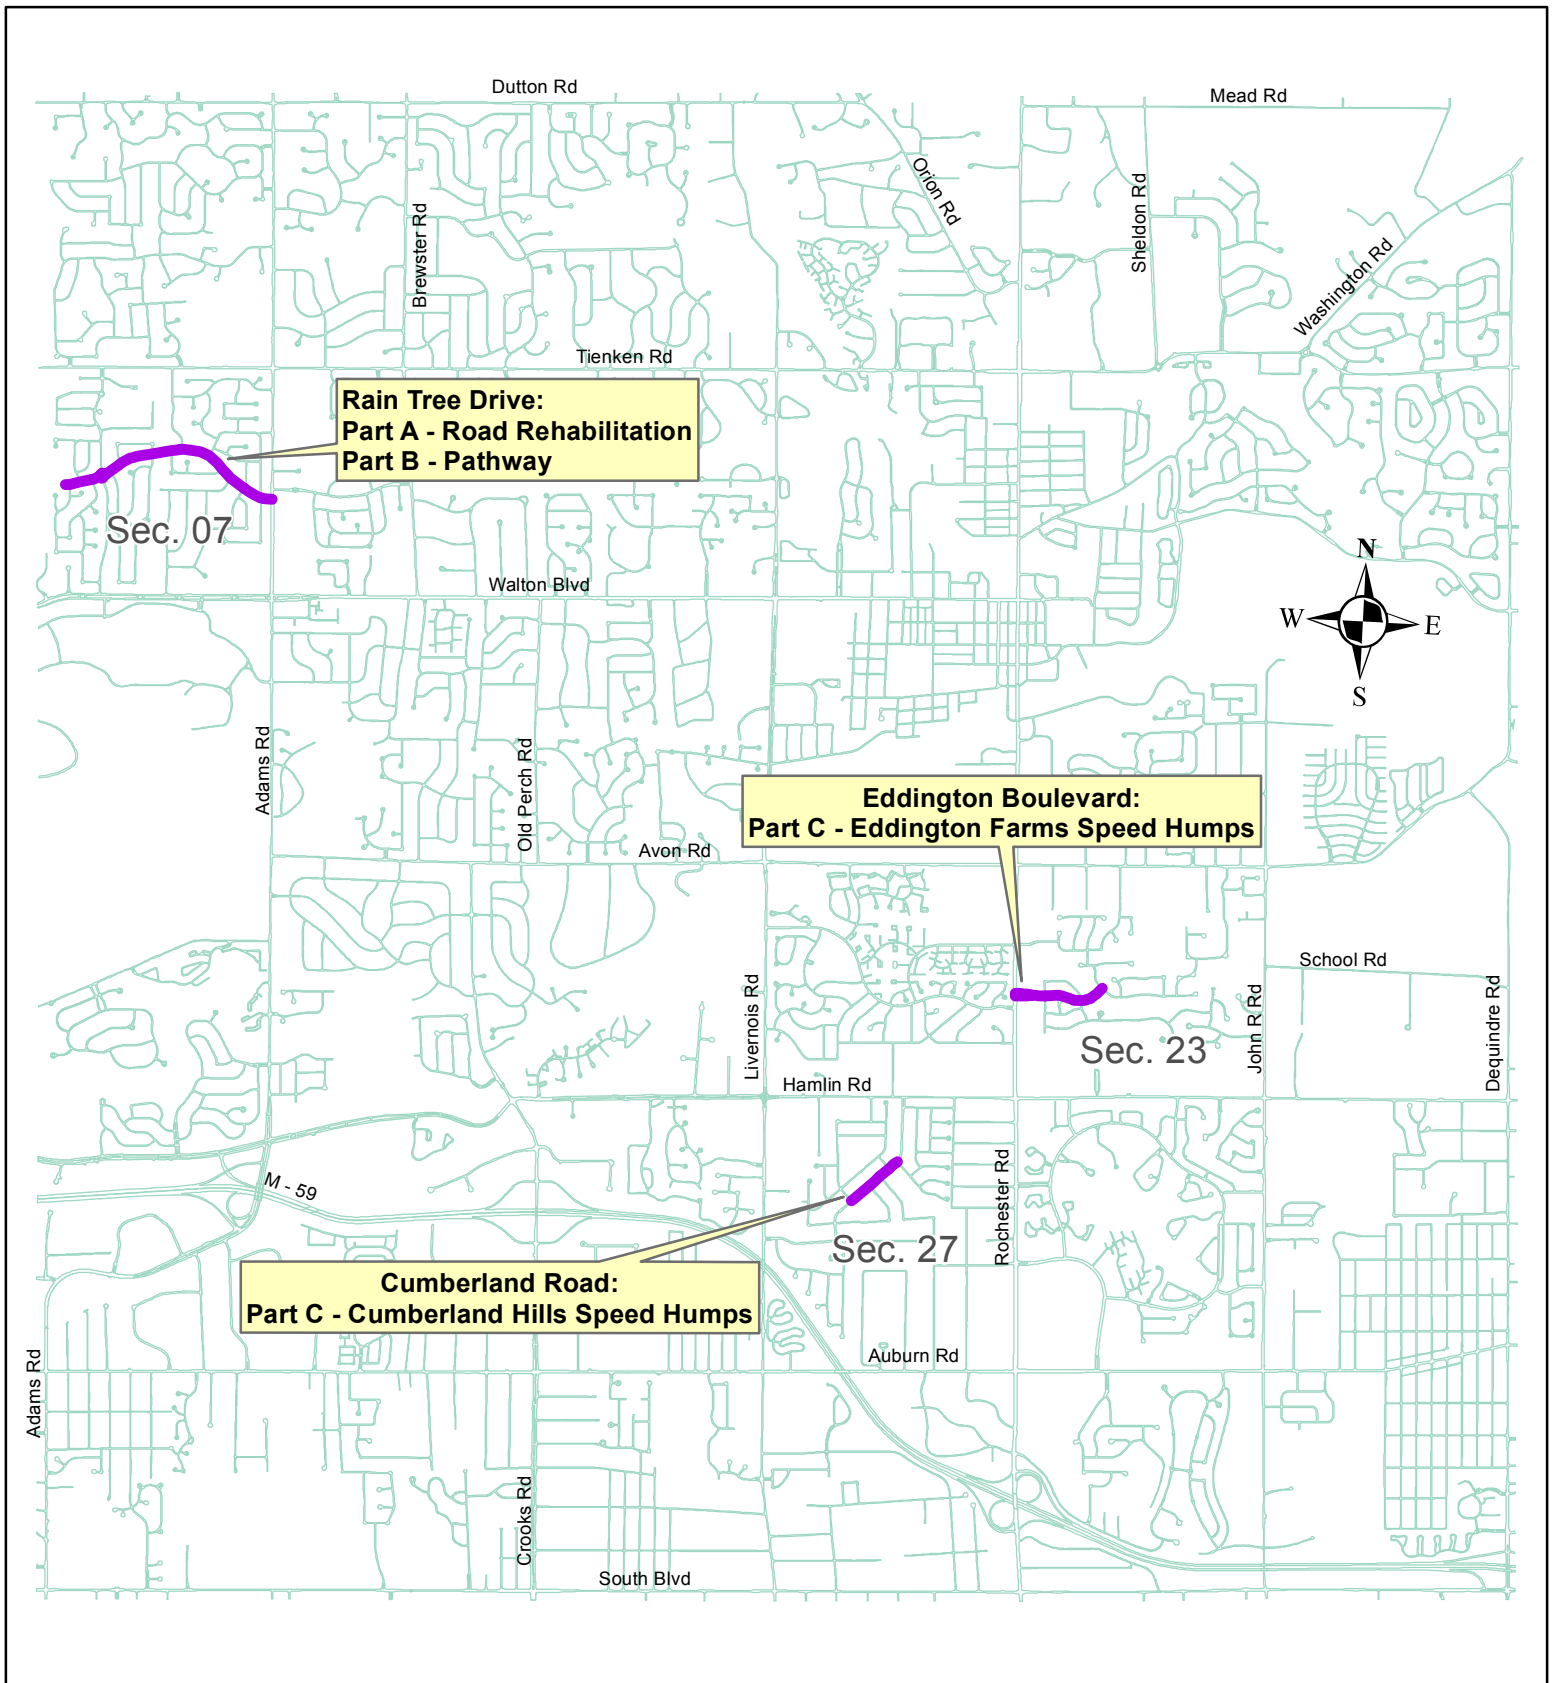 Dutton Rd
Mead Rd
Orion Rd
Sheldon Rd
Brewster Rd
Washington Rd
Tienken Rd
Rain Tree Drive:
Part A - Road Rehabilitation
Part B - Pathway
Sec. 07
Walton Blvd
N
W
E
S
Adams Rd
Old Perch Rd
Eddington Boulevard:
Part C - Eddington Farms Speed Humps
Avon Rd
School Rd
Livernois Rd
John R Rd
Dequindre Rd
Sec. 23
Hamlin Rd
M - 59
Rochester Rd
Sec. 27
Cumberland Road:
Part C - Cumberland Hills Speed Humps
Auburn Rd
Adams Rd
Crooks Rd
South Blvd